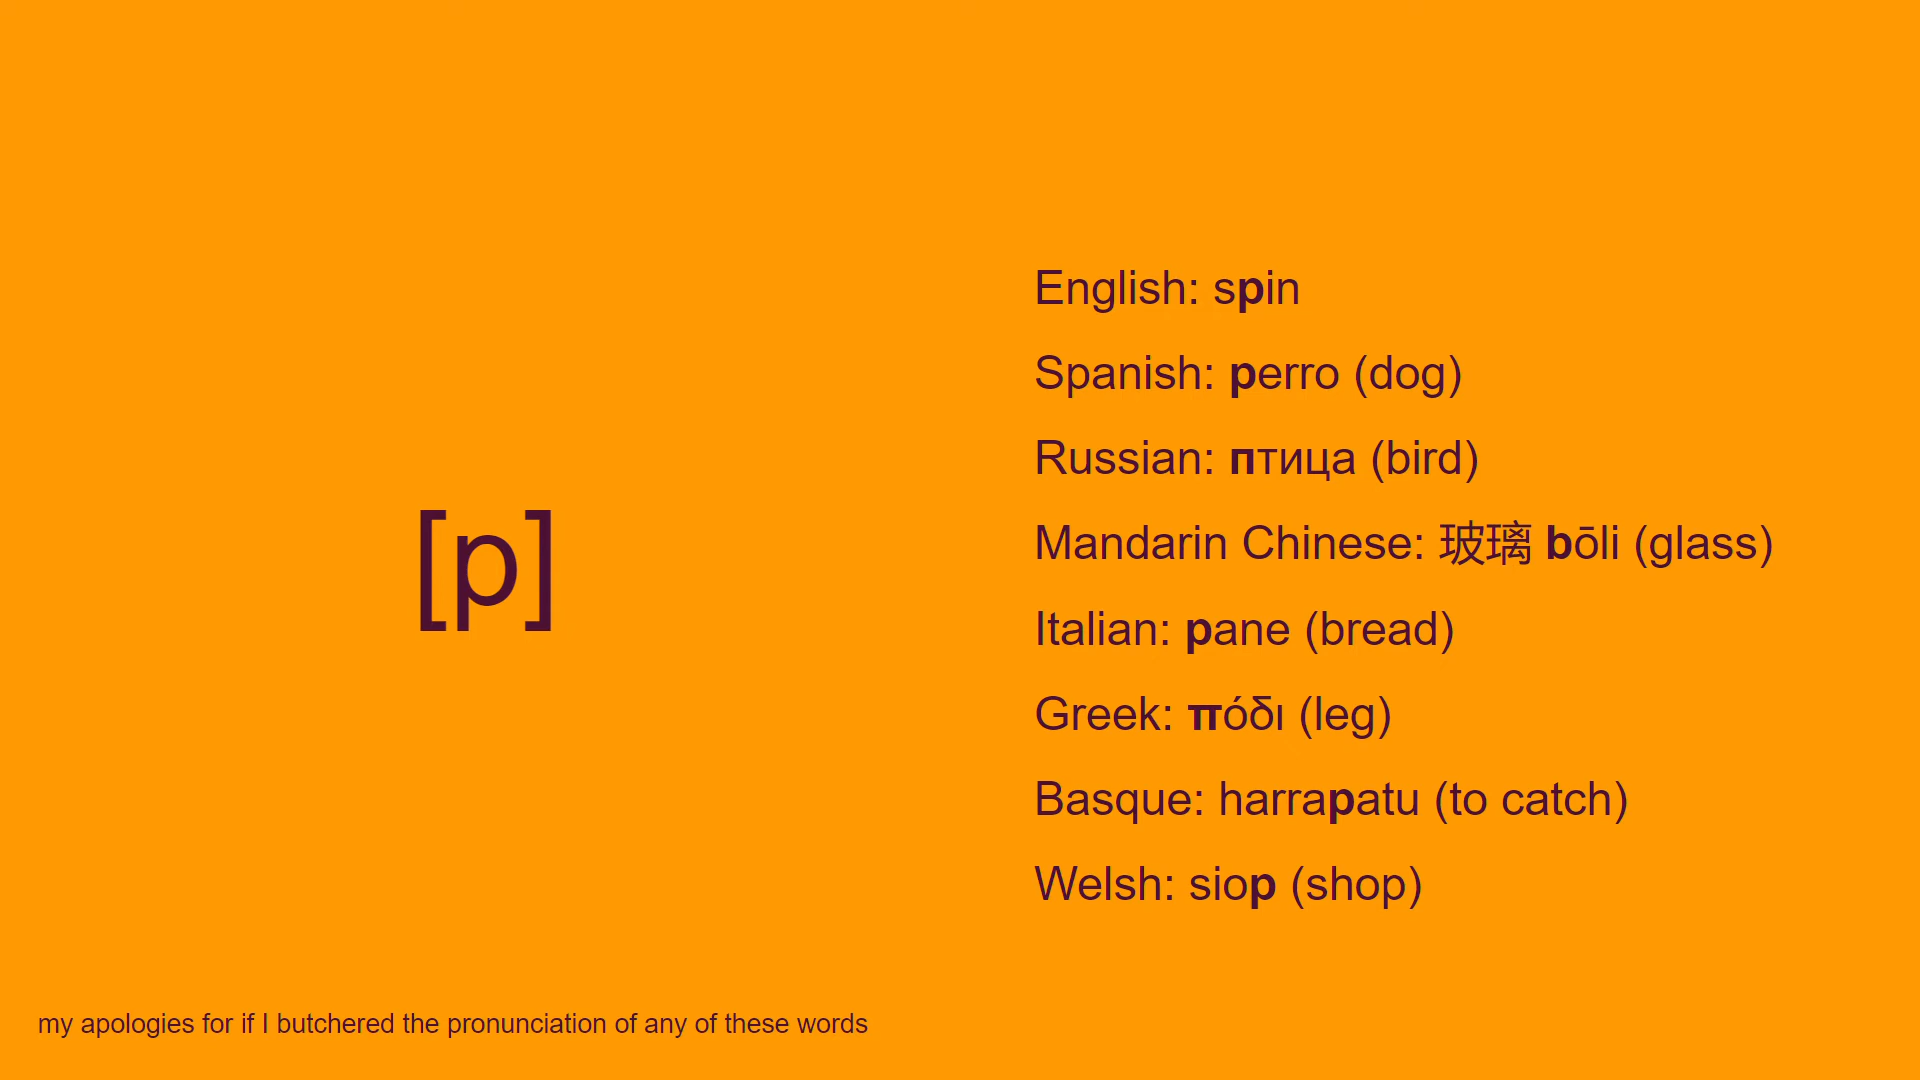 [p]
English: spin
Spanish: perro (dog)
Russian: птица (bird)
Mandarin Chinese: 玻璃 bōli (glass)
Italian: pane (bread)
Greek: πόδι (leg)
Basque: harrapatu (to catch)
Welsh: siop (shop)
my apologies for if I butchered the pronunciation of any of these words